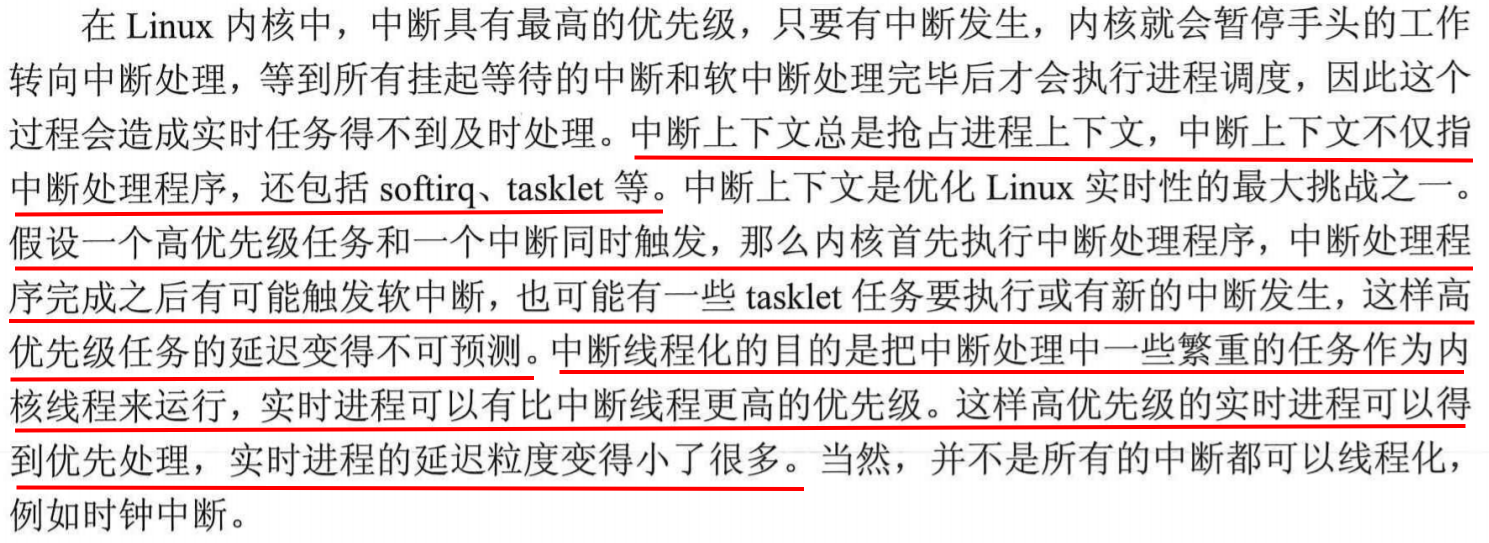 在 Linux 内核中，中断具有最高的优先级，只要有中断发生，内核就会暂停手头的工作
转向中断处理，等到所有挂起等待的中断和软中断处理完毕后才会执行进程调度，因此这个
过程会造成实时任务得不到及时处理。中断上下文总是抢占进程上下文，中断上下文不仅指
中断处理程序，还包括 softirq、tasklet 等。中断上下文是优化 Linux 实时性的最大挑战之一。
假设一个高优先级任务和一个中断同时触发，那么内核首先执行中断处理程序，中断处理程
序完成之后有可能触发软中断，也可能有一些 tasklet 任务要执行或有新的中断发生，这样高
优先级任务的延迟变得不可预测。中断线程化的目的是把中断处理中一些繁重的任务作为内
核线程来运行，实时进程可以有比中断线程更高的优先级。这样高优先级的实时进程可以得
到优先处理，实时进程的延迟粒度变得小了很多。当然，并不是所有的中断都可以线程化，
例如时钟中断。